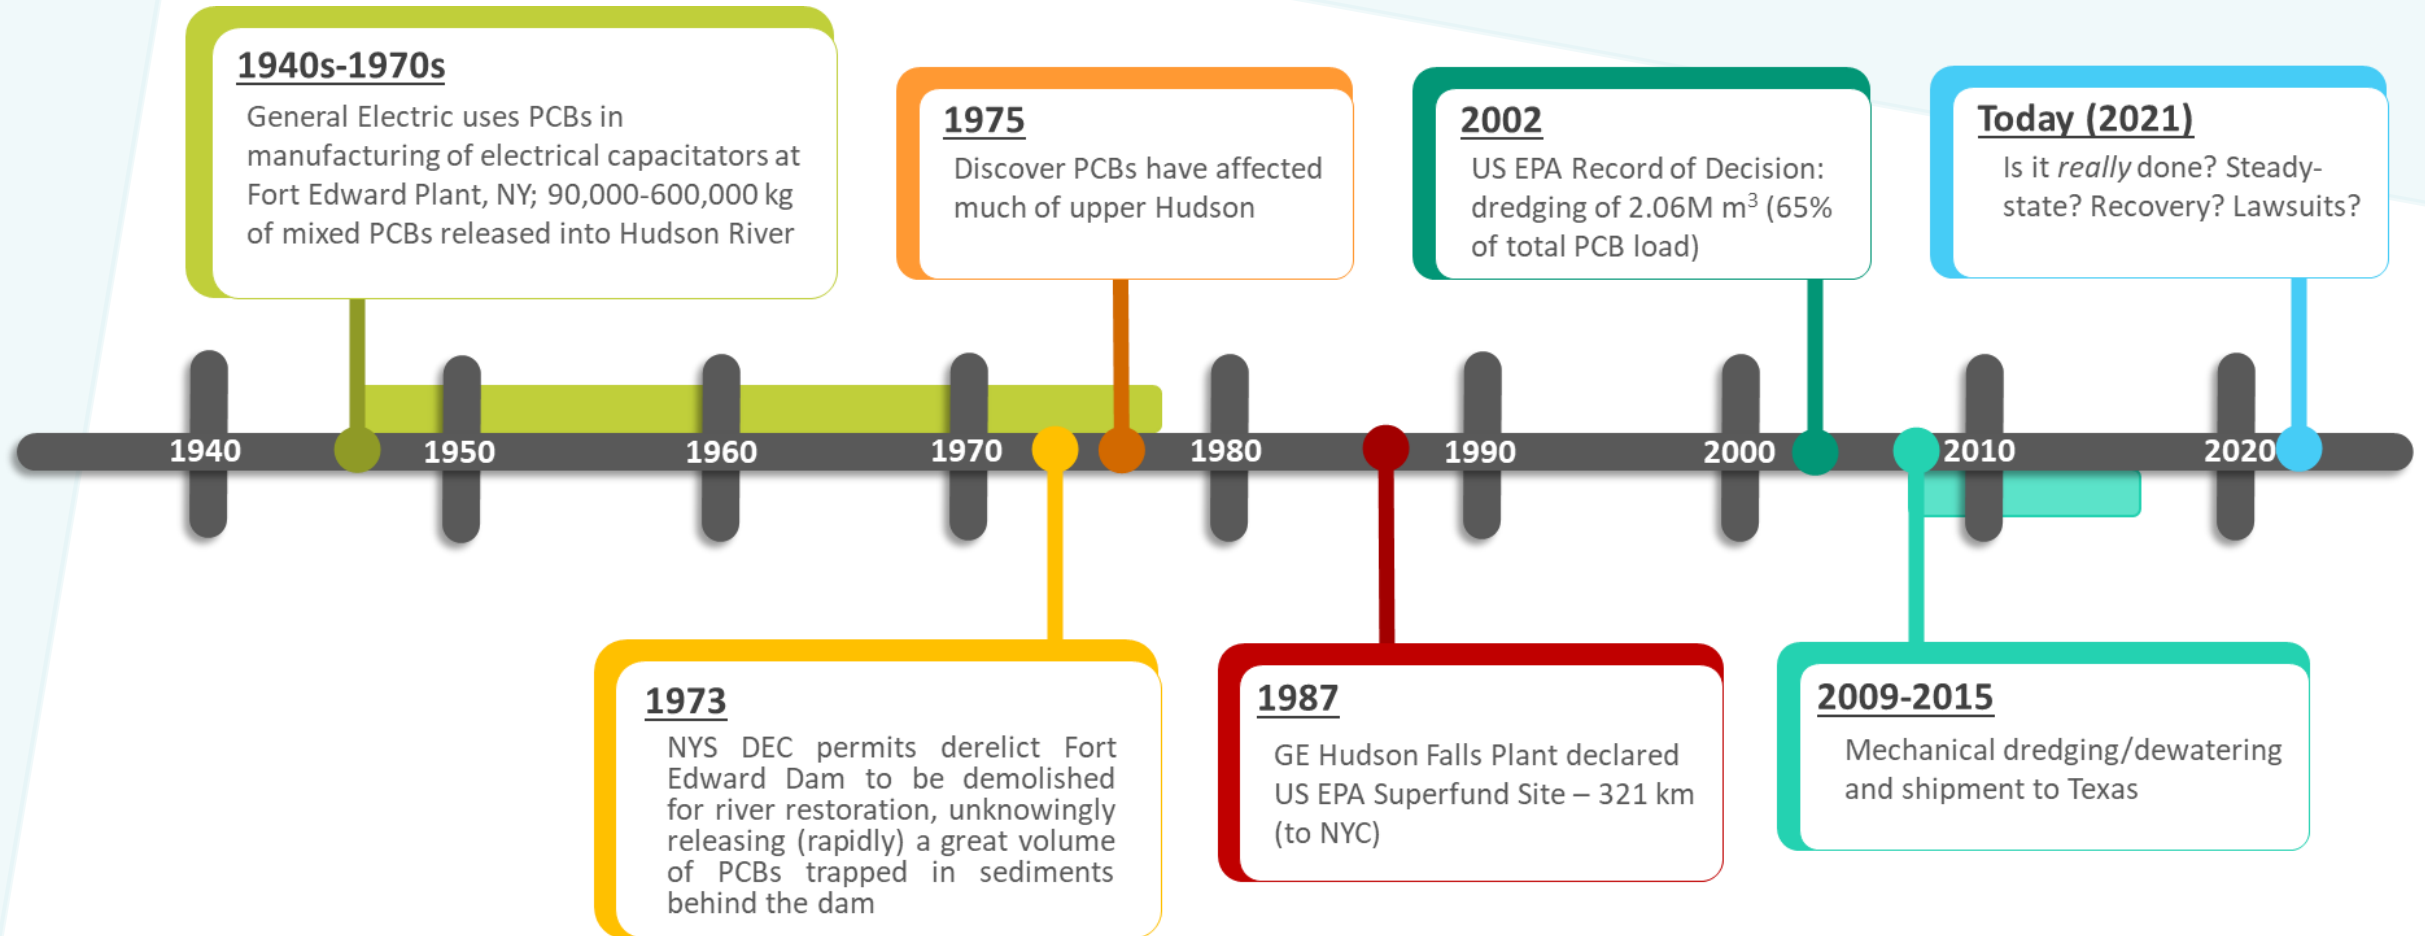 1940s-1970s
General Electric uses PCBs in
manufacturing of electrical capacitators at
Fort Edward Plant, NY; 90,000-600,000 kg
of mixed PCBs released into Hudson River
1975
Discover PCBs have affected
much of upper Hudson
2002
US EPA Record of Decision:
dredging of 2.06M m³ (65%
of total PCB load)
Today (2021)
Is it really done? Steady-
state? Recovery? Lawsuits?
1940 1950 1960 1970 1980 1990 2000 2010 2020
1973
NYS DEC permits derelict Fort
Edward Dam to be demolished
for river restoration, unknowingly
releasing (rapidly) a great volume
of PCBs trapped in sediments
behind the dam
1987
GE Hudson Falls Plant declared
US EPA Superfund Site – 321 km
(to NYC)
2009-2015
Mechanical dredging/dewatering
and shipment to Texas